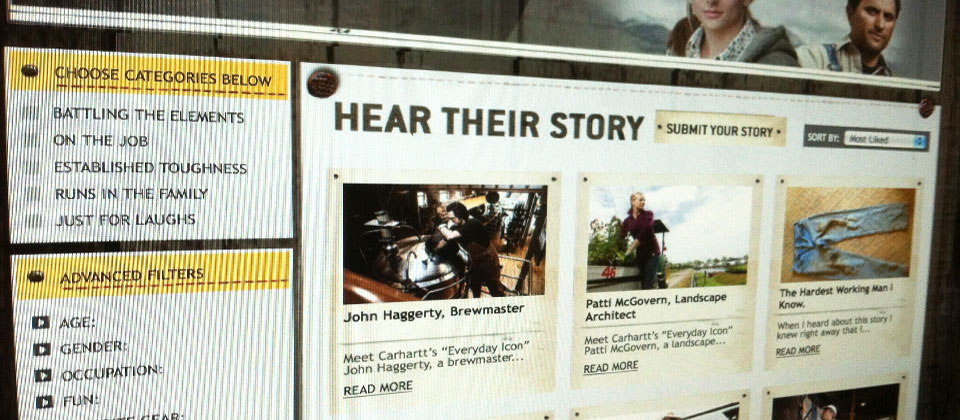 CHOOSE CATEGORIES BELOW
BATTLING THE ELEMENTS
ON THE JOB
ESTABLISHED TOUGHNESS
RUNS IN THE FAMILY
JUST FOR LAUGHS
ADVANCED FILTERS
AGE:
GENDER:
OCCUPATION:
FUN:
GEAR:
HEAR THEIR STORY
• SUBMIT YOUR STORY •
SORT BY: Most Liked
46
John Haggerty, Brewmaster
Meet Carhartt's "Everyday Icon"
John Haggerty, a brewmaster...
READ MORE
Patti McGovern, Landscape
Architect
Meet Carhartt's "Everyday Icon"
Patti McGovern, a landscape...
READ MORE
The Hardest Working Man I
Know.
When I heard about this story I
knew right away that I...
READ MORE